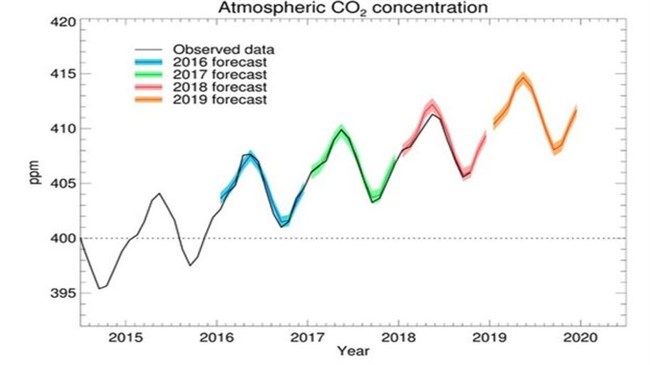 Atmospheric CO₂ concentration
420
415
410
405
400
395
ppm
Observed data
2016 forecast
2017 forecast
2018 forecast
2019 forecast
2015 2016 2017 2018 2019 2020
Year